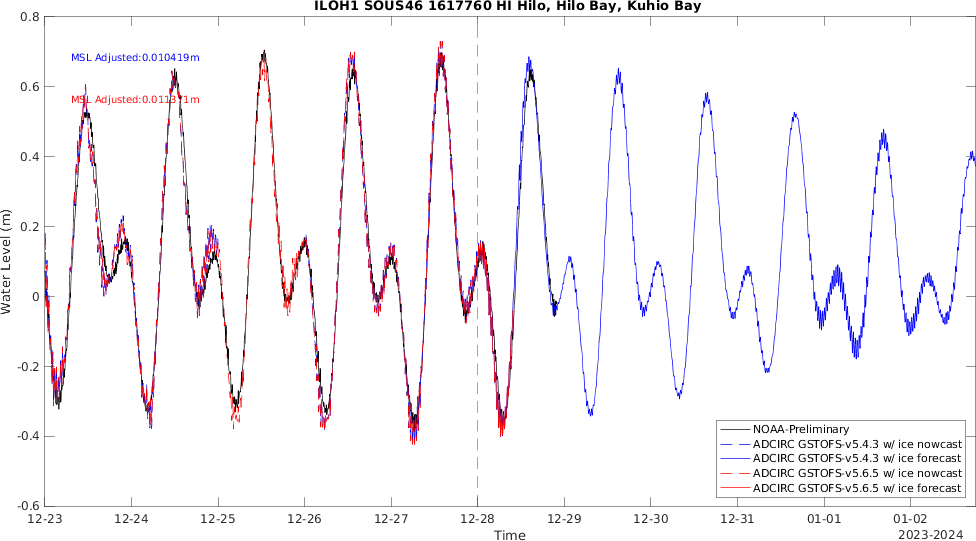 ILOH1 SOUS46 1617760 HI Hilo, Hilo Bay, Kuhio Bay
0.8
MSL Adjusted:0.010419m
0.6
MSL Adjusted:0.011371m
0.4
0.2
Water Level (m)
0
-0.2
-0.4
-0.6
NOAA-Preliminary
ADCIRC GSTOFS-v5.4.3 w/ ice nowcast
ADCIRC GSTOFS-v5.4.3 w/ ice forecast
ADCIRC GSTOFS-v5.6.5 w/ ice nowcast
ADCIRC GSTOFS-v5.6.5 w/ ice forecast
12-23 12-24 12-25 12-26 12-27 12-28 12-29 12-30 12-31 01-01 01-02
Time 2023-2024